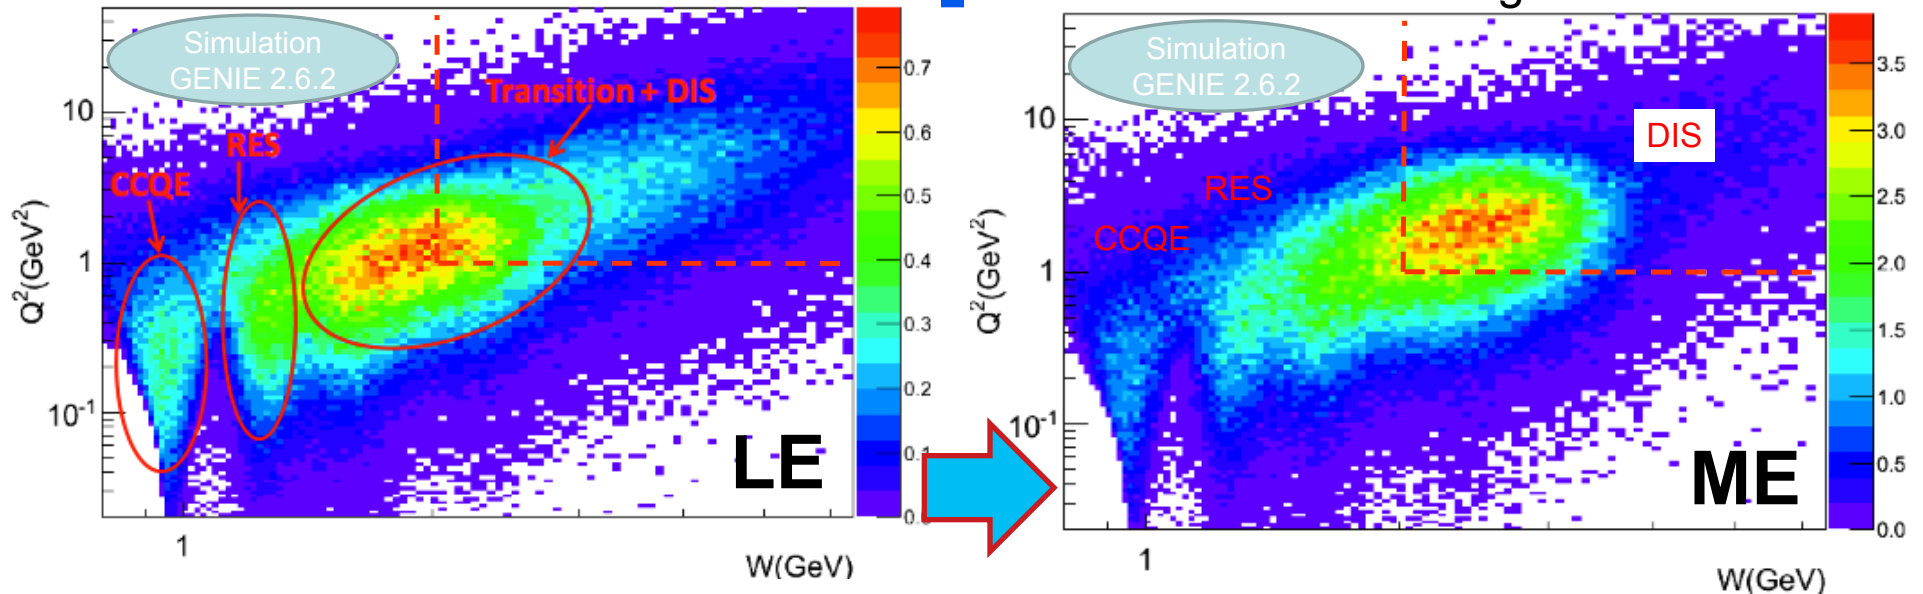 g
Simulation
GENIE 2.6.2
Transition + DIS
RES
CCQE
10
1
10⁻¹
Q²(GeV²)
1
W(GeV)
LE
0.7
0.6
0.5
0.4
0.3
0.2
0.1
Simulation
GENIE 2.6.2
DIS
RES
CCQE
10
1
10⁻¹
Q²(GeV²)
1
W(GeV)
ME
3.5
3.0
2.5
2.0
1.5
1.0
0.5
0.0